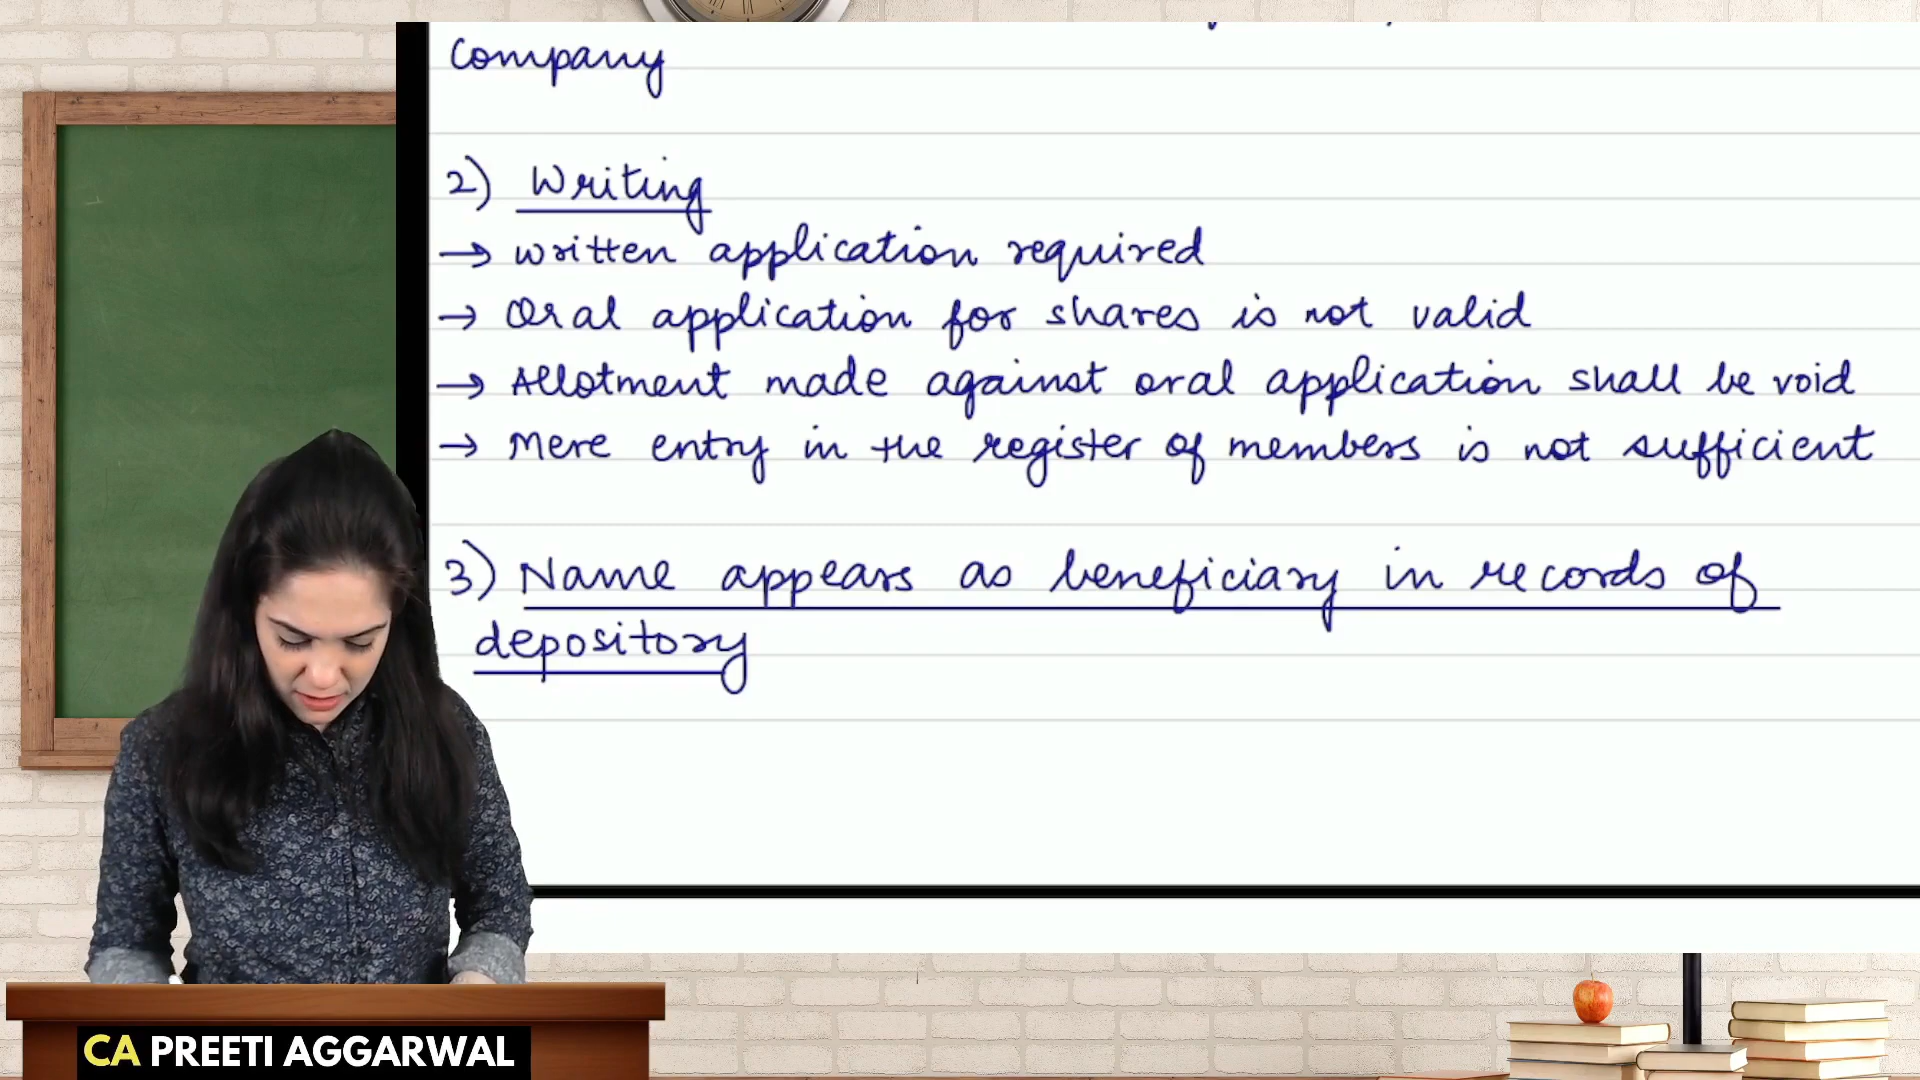 Company
2) Writing
→ written application required
→ Oral application for shares is not valid
→ Allotment made against oral application shall be void
→ Mere entry in the register of members is not sufficient
3) Name appears as beneficiary in records of
depository
CA PREETI AGGARWAL